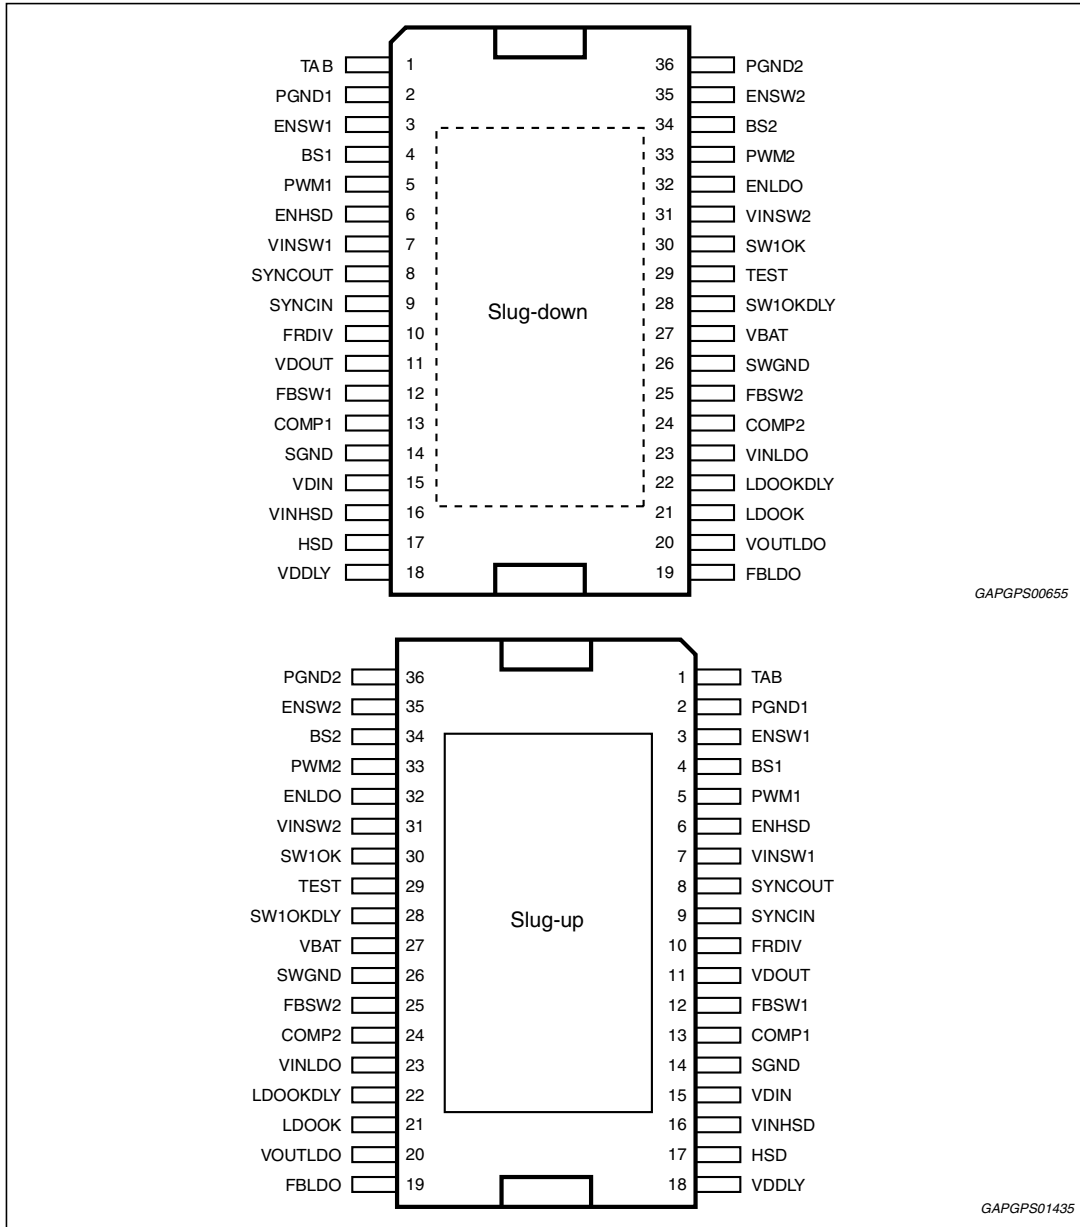 TAB 1 36 PGND2
PGND1 2 35 ENSW2
ENSW1 3 34 BS2
BS1 4 33 PWM2
PWM1 5 32 ENLDO
ENHSD 6 31 VINSW2
VINSW1 7 30 SW1OK
SYNCOUT 8 29 TEST
SYNCIN 9 28 SW1OKDLY
Slug-down
FRDIV 10 27 VBAT
VDOUT 11 26 SWGND
FBSW1 12 25 FBSW2
COMP1 13 24 COMP2
SGND 14 23 VINLDO
VDIN 15 22 LDOOKDLY
VINHSD 16 21 LDOOK
HSD 17 20 VOUTLDO
VDDLY 18 19 FBLDO
GAPGPS00655
PGND2 36 1 TAB
ENSW2 35 2 PGND1
BS2 34 3 ENSW1
PWM2 33 4 BS1
ENLDO 32 5 PWM1
VINSW2 31 6 ENHSD
SW1OK 30 7 VINSW1
TEST 29 8 SYNCOUT
SW1OKDLY 28 9 SYNCIN
Slug-up
VBAT 27 10 FRDIV
SWGND 26 11 VDOUT
FBSW2 25 12 FBSW1
COMP2 24 13 COMP1
VINLDO 23 14 SGND
LDOOKDLY 22 15 VDIN
LDOOK 21 16 VINHSD
VOUTLDO 20 17 HSD
FBLDO 19 18 VDDLY
GAPGPS01435